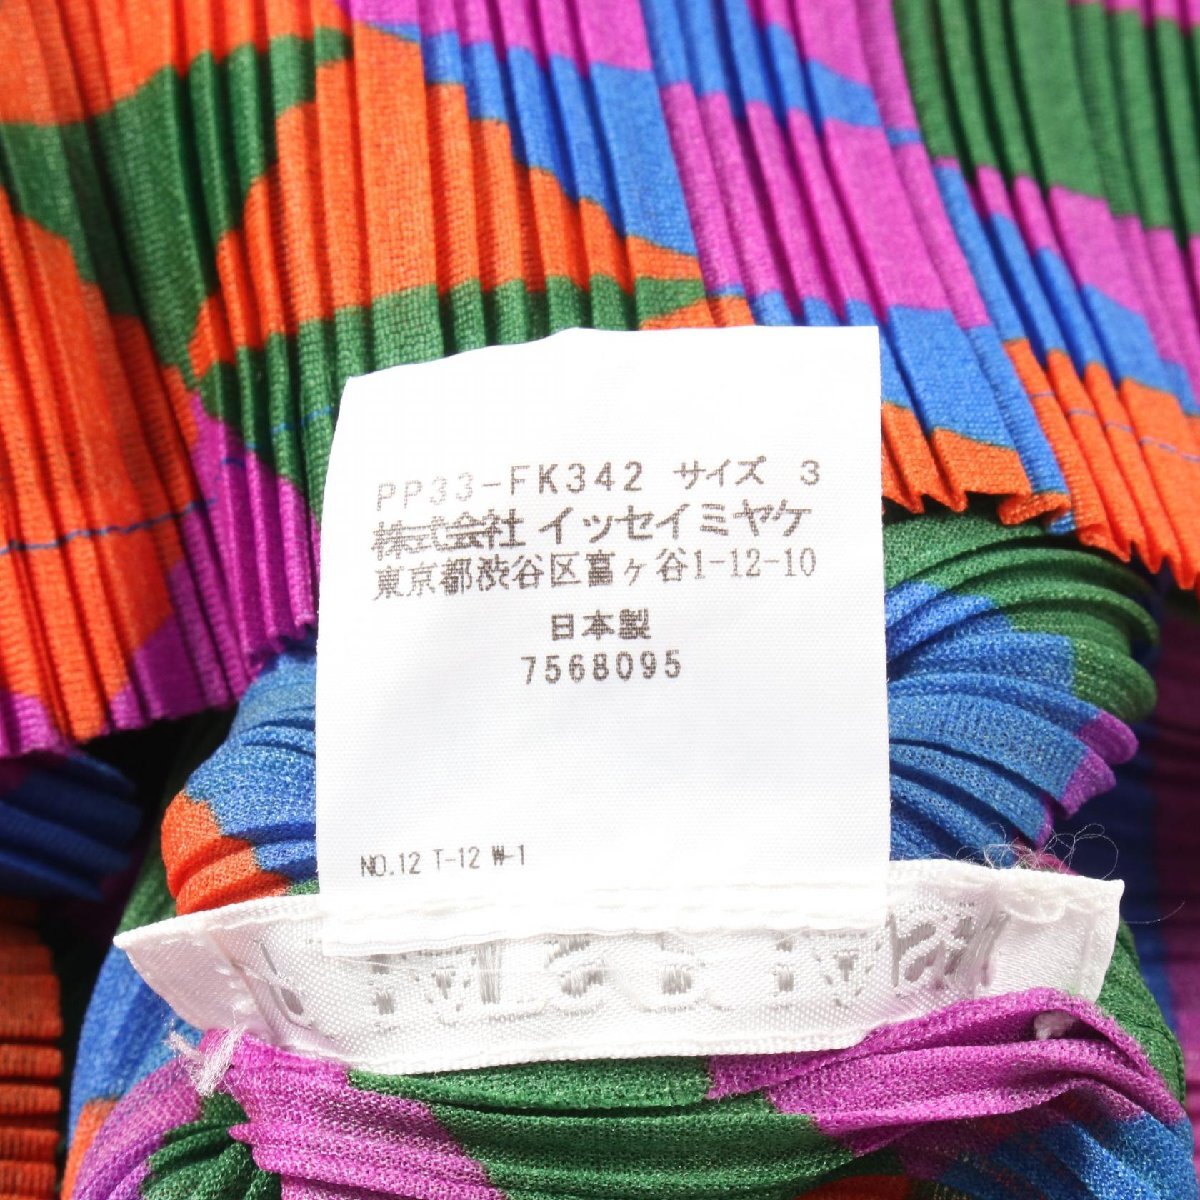 PP33-FK342 サイズ 3
株式会社 イッセイミヤケ
東京都渋谷区富ヶ谷1-12-10
日本製
7568095
NO.12 T-12 W-1